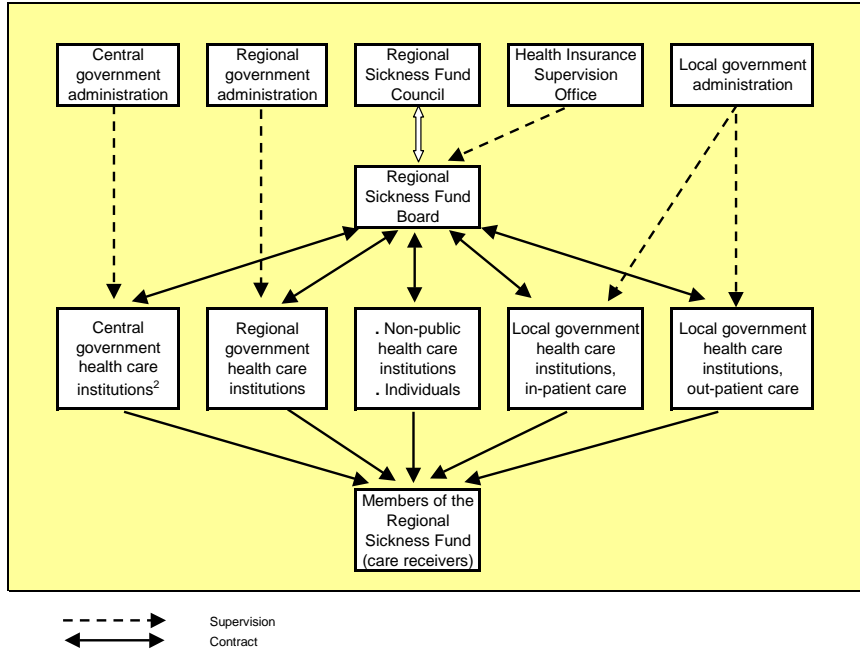 Central
government
administration
Regional
government
administration
Regional
Sickness Fund
Council
Health Insurance
Supervision
Office
Local government
administration
Regional
Sickness Fund
Board
Central
government
health care
institutions²
Regional
government
health care
institutions
. Non-public
health care
institutions
. Individuals
Local government
health care
institutions,
in-patient care
Local government
health care
institutions,
out-patient care
Members of the
Regional
Sickness Fund
(care receivers)
Supervision
Contract